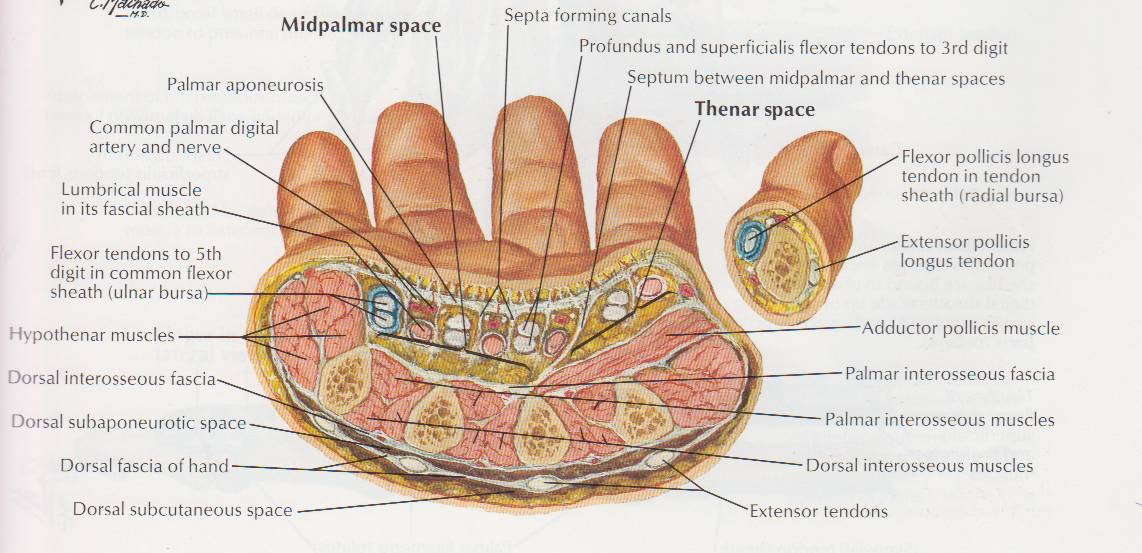 C. Machado
M.D.
Midpalmar space
Septa forming canals
Profundus and superficialis flexor tendons to 3rd digit
Septum between midpalmar and thenar spaces
Thenar space
Palmar aponeurosis
Common palmar digital
artery and nerve
Lumbrical muscle
in its fascial sheath
Flexor tendons to 5th
digit in common flexor
sheath (ulnar bursa)
Hypothenar muscles
Dorsal interosseous fascia
Dorsal subaponeurotic space
Dorsal fascia of hand
Dorsal subcutaneous space
Flexor pollicis longus
tendon in tendon
sheath (radial bursa)
Extensor pollicis
longus tendon
Adductor pollicis muscle
Palmar interosseous fascia
Palmar interosseous muscles
Dorsal interosseous muscles
Extensor tendons